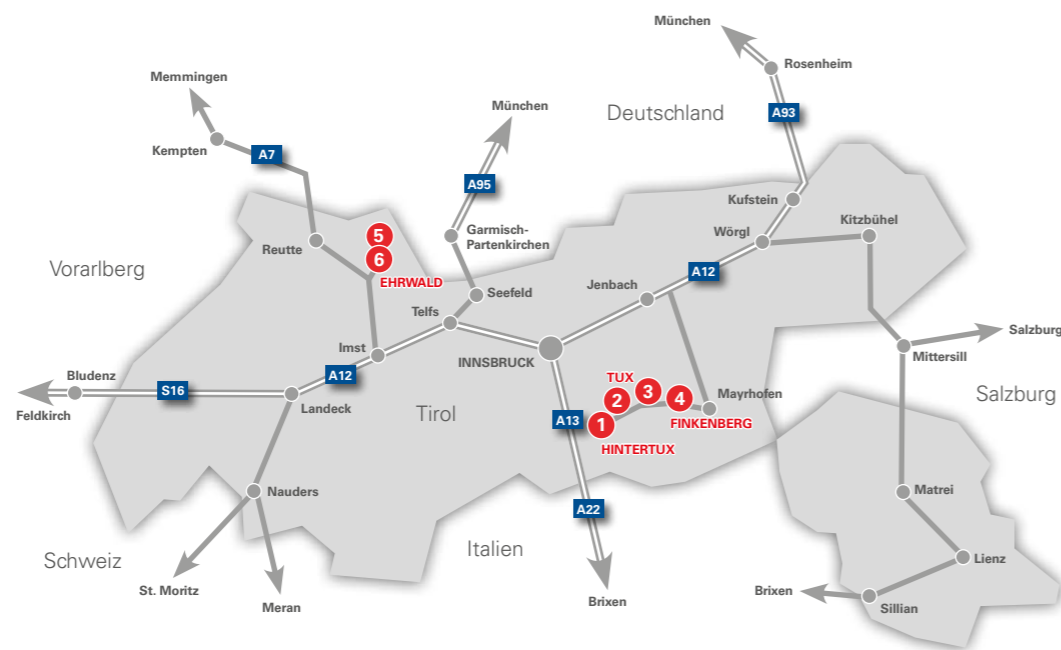 München
Rosenheim
Memmingen
München
Deutschland
A93
Kempten
A7
A95
Kufstein
Kitzbühel
Garmisch-
Partenkirchen
5
Reutte
Wörgl
6
Vorarlberg
EHRWALD
A12
Seefeld
Jenbach
Telfs
Salzburg
Mittersill
Imst
INNSBRUCK
A12
Bludenz
S16
TUX
Feldkirch
Landeck
Tirol
2
3
4
Mayrhofen
Salzburg
A13
1
FINKENBERG
HINTERTUX
Nauders
Matrei
A22
Italien
Schweiz
Lienz
St. Moritz
Meran
Brixen
Brixen
Sillian